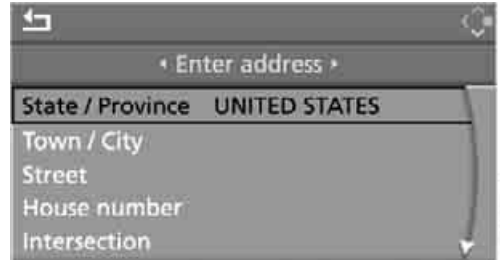 Enter address
State / Province UNITED STATES
Town / City
Street
House number
Intersection